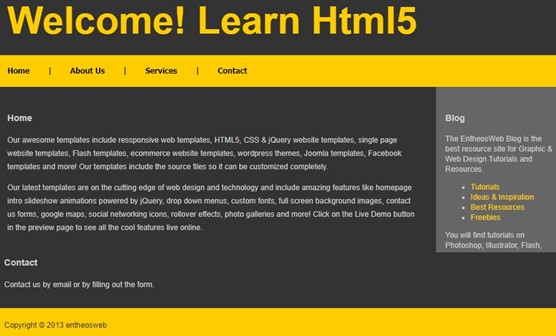 Welcome! Learn Html5
Home | About Us | Services | Contact
Home
Our awesome templates include ressponsive web templates, HTML5, CSS & jQuery website templates, single page
website templates, Flash templates, ecommerce website templates, wordpress themes, Joomla templates, Facebook
templates and more! Our templates include the source files so it can be customized completely.
Our latest templates are on the cutting edge of web design and technology and include amazing features like homepage
intro slideshow animations powered by jQuery, drop down menus, custom fonts, full screen background images, contact
us forms, google maps, social networking icons, rollover effects, photo galleries and more! Click on the Live Demo button
in the preview page to see all the cool features live online.
Blog
The EntheosWeb Blog is the
best resource site for Graphic &
Web Design Tutorials and
Resources.
Tutorials
Ideas & Inspiration
Best Resources
Freebies
You will find tutorials on
Photoshop, Illustrator, Flash,
Contact
Contact us by email or by filling out the form.
Copyright © 2013 entheosweb